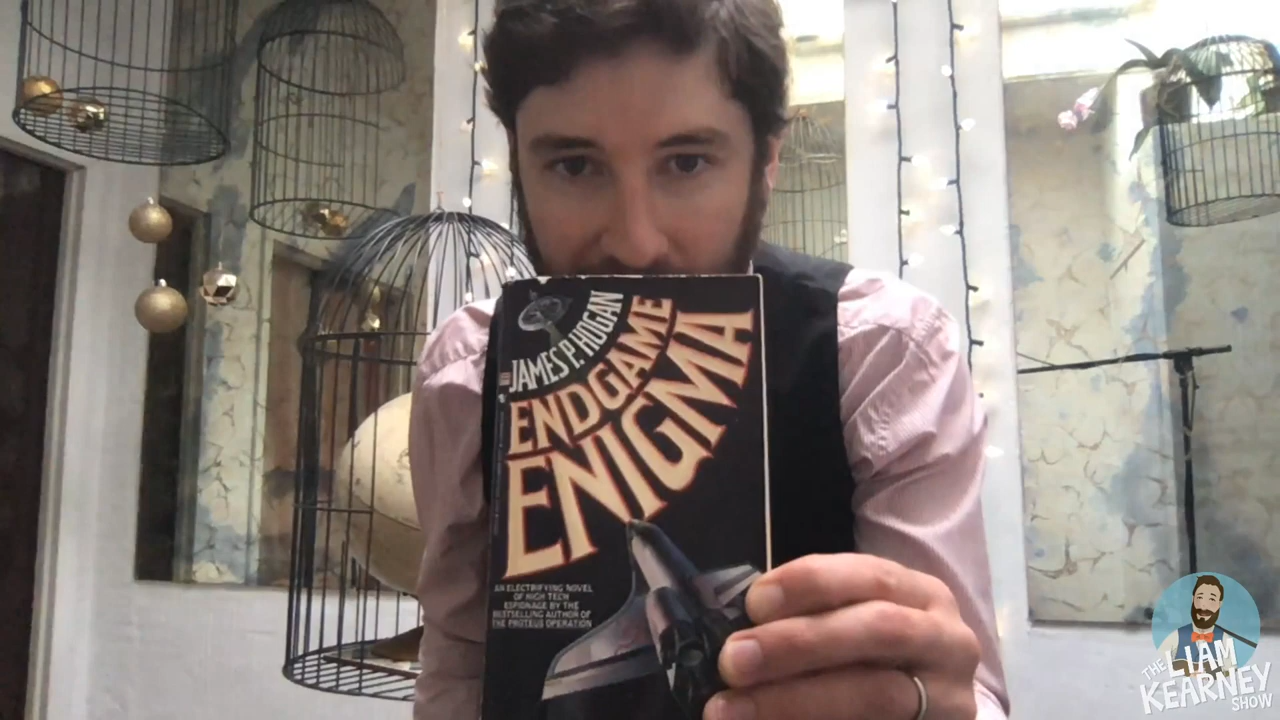 JAMES P. HOGAN
ENDGAME
ENIGMA
AN ELECTRIFYING NOVEL
OF HIGH TECH
ESPIONAGE BY THE
BESTSELLING AUTHOR OF
THE PROTEUS OPERATION
THE
LIAM
KEARNEY
SHOW